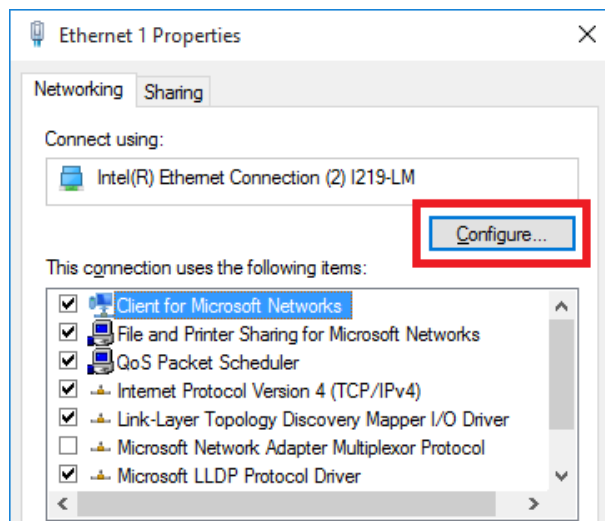 Ethernet 1 Properties
Networking
Sharing
Connect using:
Intel(R) Ethernet Connection (2) I219-LM
Configure...
This connection uses the following items:
Client for Microsoft Networks
File and Printer Sharing for Microsoft Networks
QoS Packet Scheduler
Internet Protocol Version 4 (TCP/IPv4)
Link-Layer Topology Discovery Mapper I/O Driver
Microsoft Network Adapter Multiplexor Protocol
Microsoft LLDP Protocol Driver